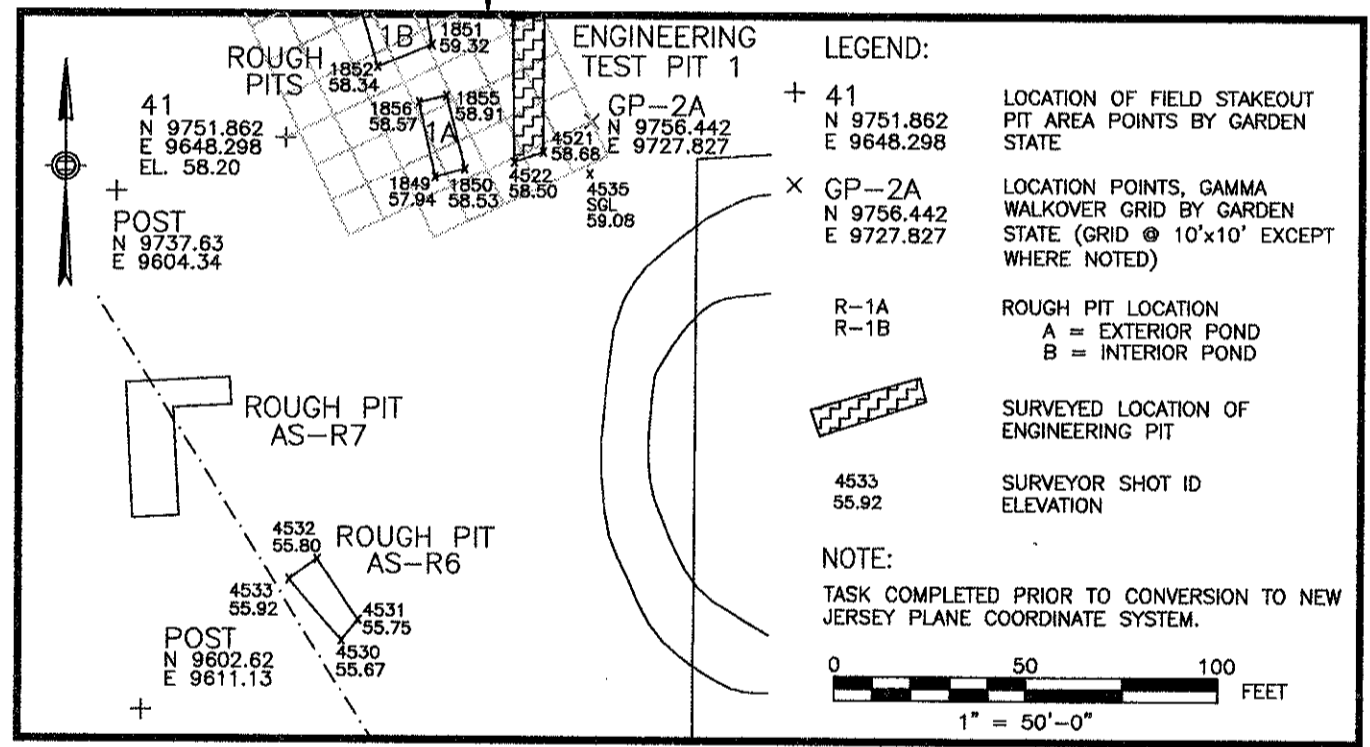 1B
1851
59.32
ROUGH
PITS
1852
58.34
ENGINEERING
TEST PIT 1
1856
58.57
1855
58.91
1A
41
N 9751.862
E 9648.298
EL. 58.20
GP-2A
N 9756.442
E 9727.827
4521
58.68
4522
58.50
1849
57.94
1850
58.53
4535
SGL
59.08
POST
N 9737.63
E 9604.34
ROUGH PIT
AS-R7
4532
55.80
ROUGH PIT
AS-R6
4533
55.92
4531
55.75
4530
55.67
POST
N 9602.62
E 9611.13
LEGEND:
41
N 9751.862
E 9648.298
LOCATION OF FIELD STAKEOUT
PIT AREA POINTS BY GARDEN
STATE
GP-2A
N 9756.442
E 9727.827
LOCATION POINTS, GAMMA
WALKOVER GRID BY GARDEN
STATE (GRID @ 10'x10' EXCEPT
WHERE NOTED)
R-1A
R-1B
ROUGH PIT LOCATION
A = EXTERIOR POND
B = INTERIOR POND
SURVEYED LOCATION OF
ENGINEERING PIT
4533
55.92
SURVEYOR SHOT ID
ELEVATION
NOTE:
TASK COMPLETED PRIOR TO CONVERSION TO NEW
JERSEY PLANE COORDINATE SYSTEM.
0 50 100
FEET
1" = 50'-0"